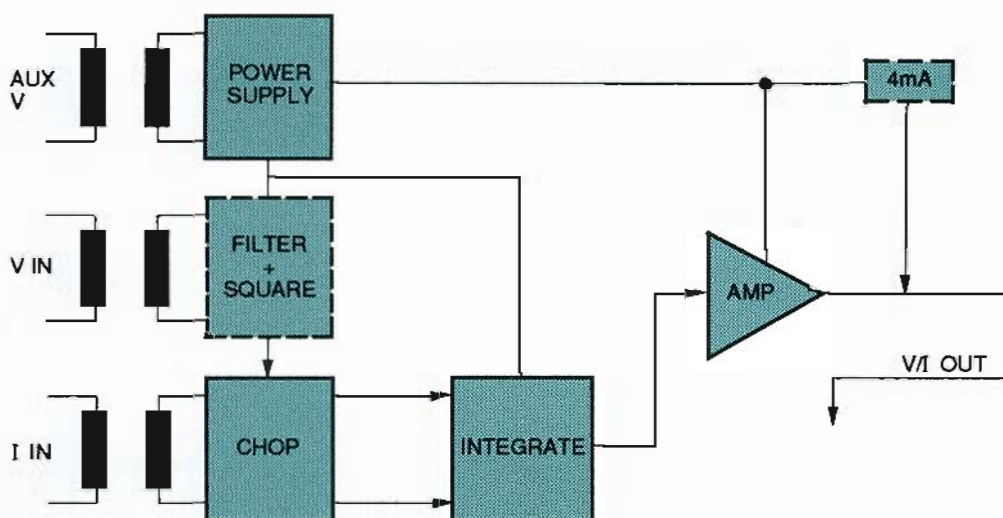 AUX
V
POWER
SUPPLY
4mA
V IN
FILTER
+
SQUARE
AMP
V/I OUT
I IN
CHOP
INTEGRATE